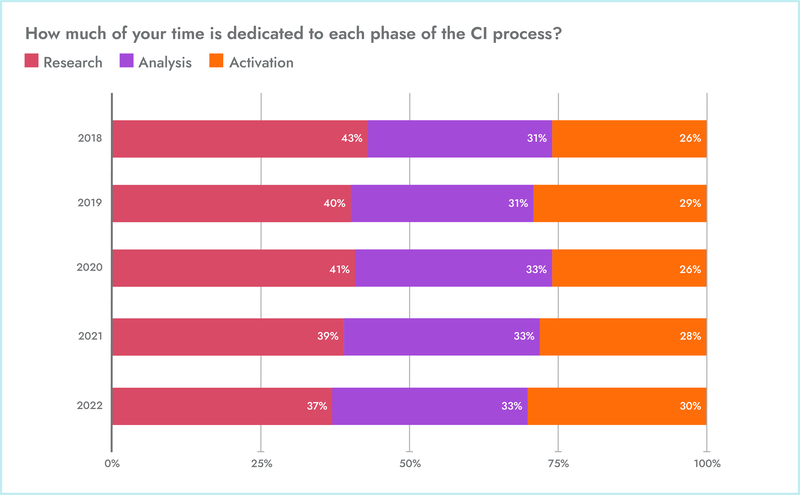 How much of your time is dedicated to each phase of the CI process?
Research Analysis Activation
2018 43% 31% 26%
2019 40% 31% 29%
2020 41% 33% 26%
2021 39% 33% 28%
2022 37% 33% 30%
0% 25% 50% 75% 100%